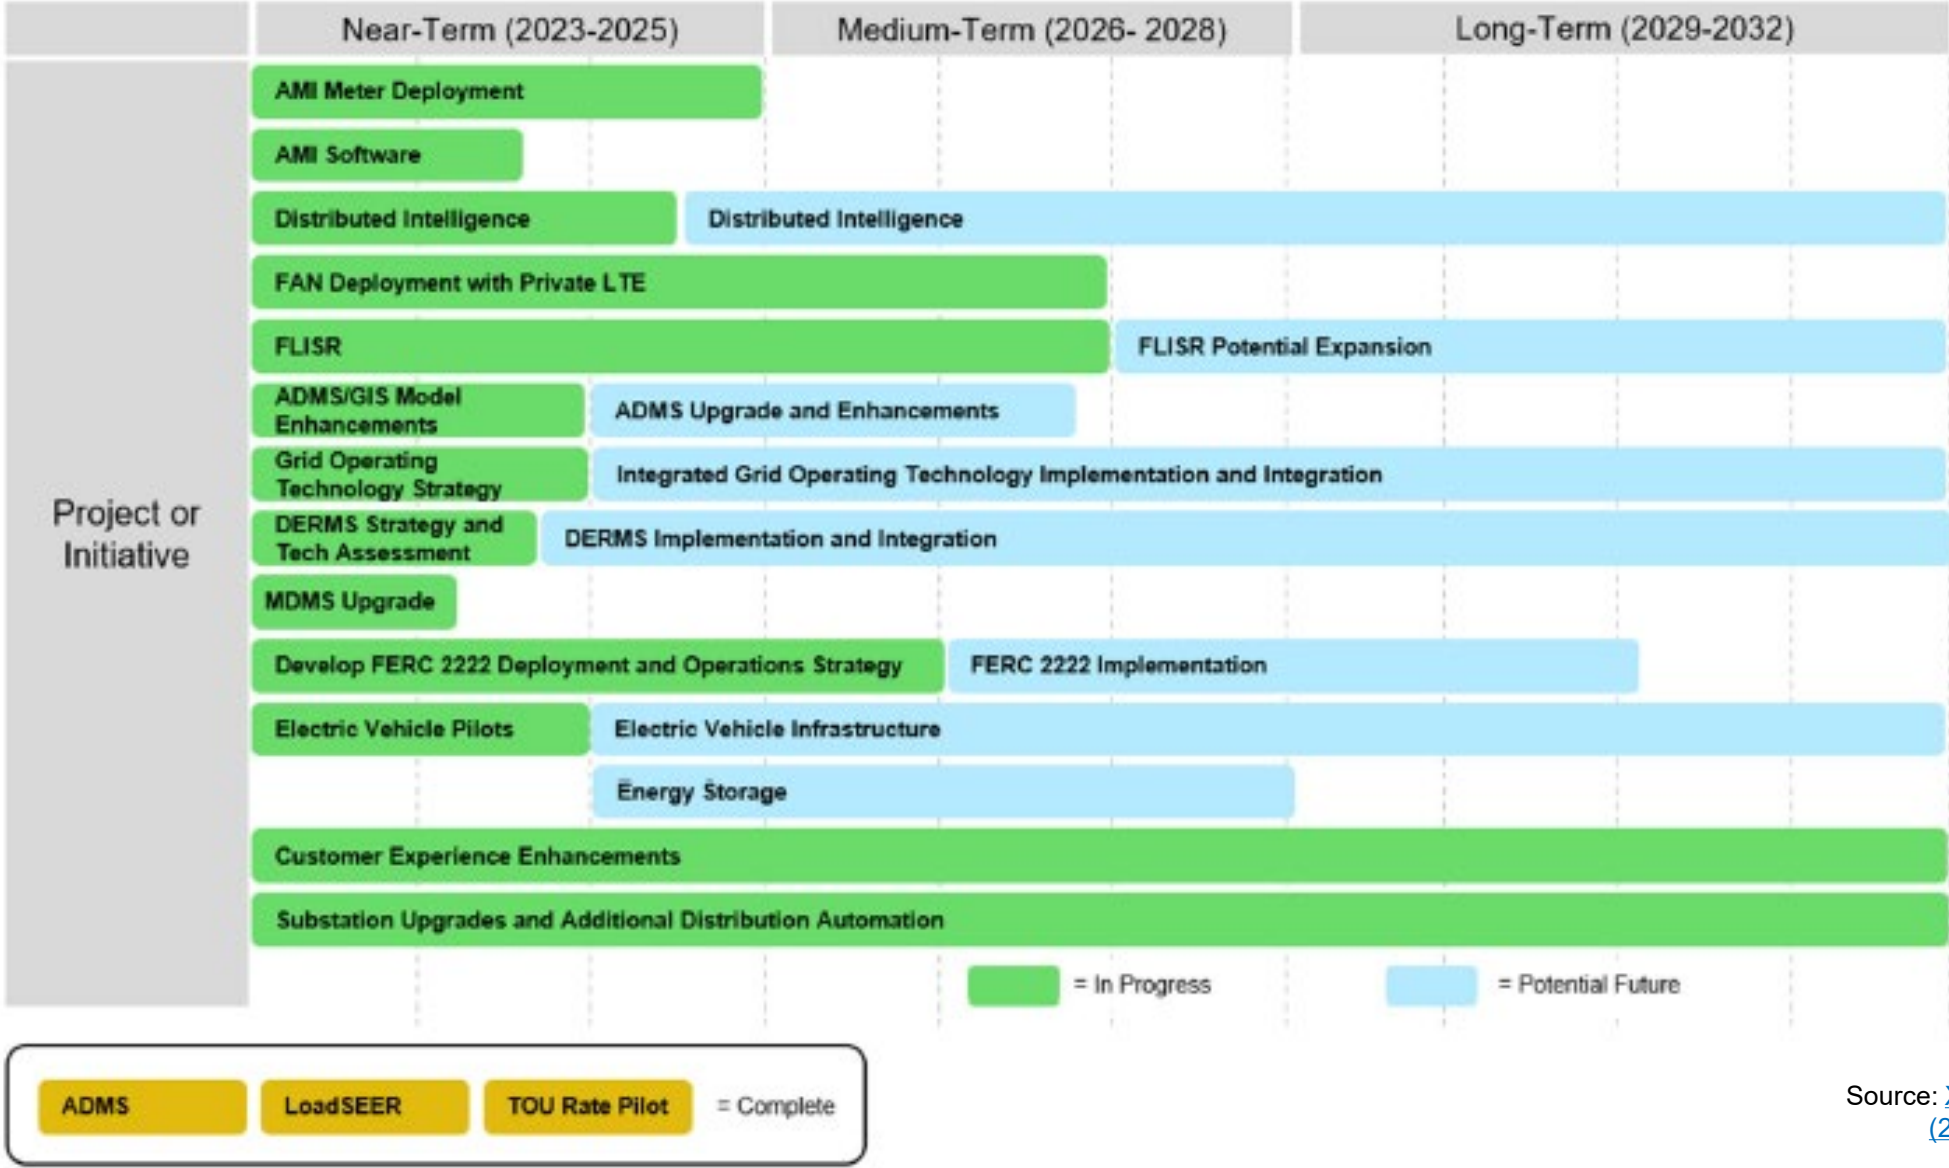 Near-Term (2023-2025)
Medium-Term (2026- 2028)
Long-Term (2029-2032)
Project or
Initiative
AMI Meter Deployment
AMI Software
Distributed Intelligence
Distributed Intelligence
FAN Deployment with Private LTE
FLISR
FLISR Potential Expansion
ADMS/GIS Model
Enhancements
ADMS Upgrade and Enhancements
Grid Operating
Technology Strategy
Integrated Grid Operating Technology Implementation and Integration
DERMS Strategy and
Tech Assessment
DERMS Implementation and Integration
MDMS Upgrade
Develop FERC 2222 Deployment and Operations Strategy
FERC 2222 Implementation
Electric Vehicle Pilots
Electric Vehicle Infrastructure
Energy Storage
Customer Experience Enhancements
Substation Upgrades and Additional Distribution Automation
= In Progress
= Potential Future
ADMS
LoadSEER
TOU Rate Pilot
= Complete
Source:
(2